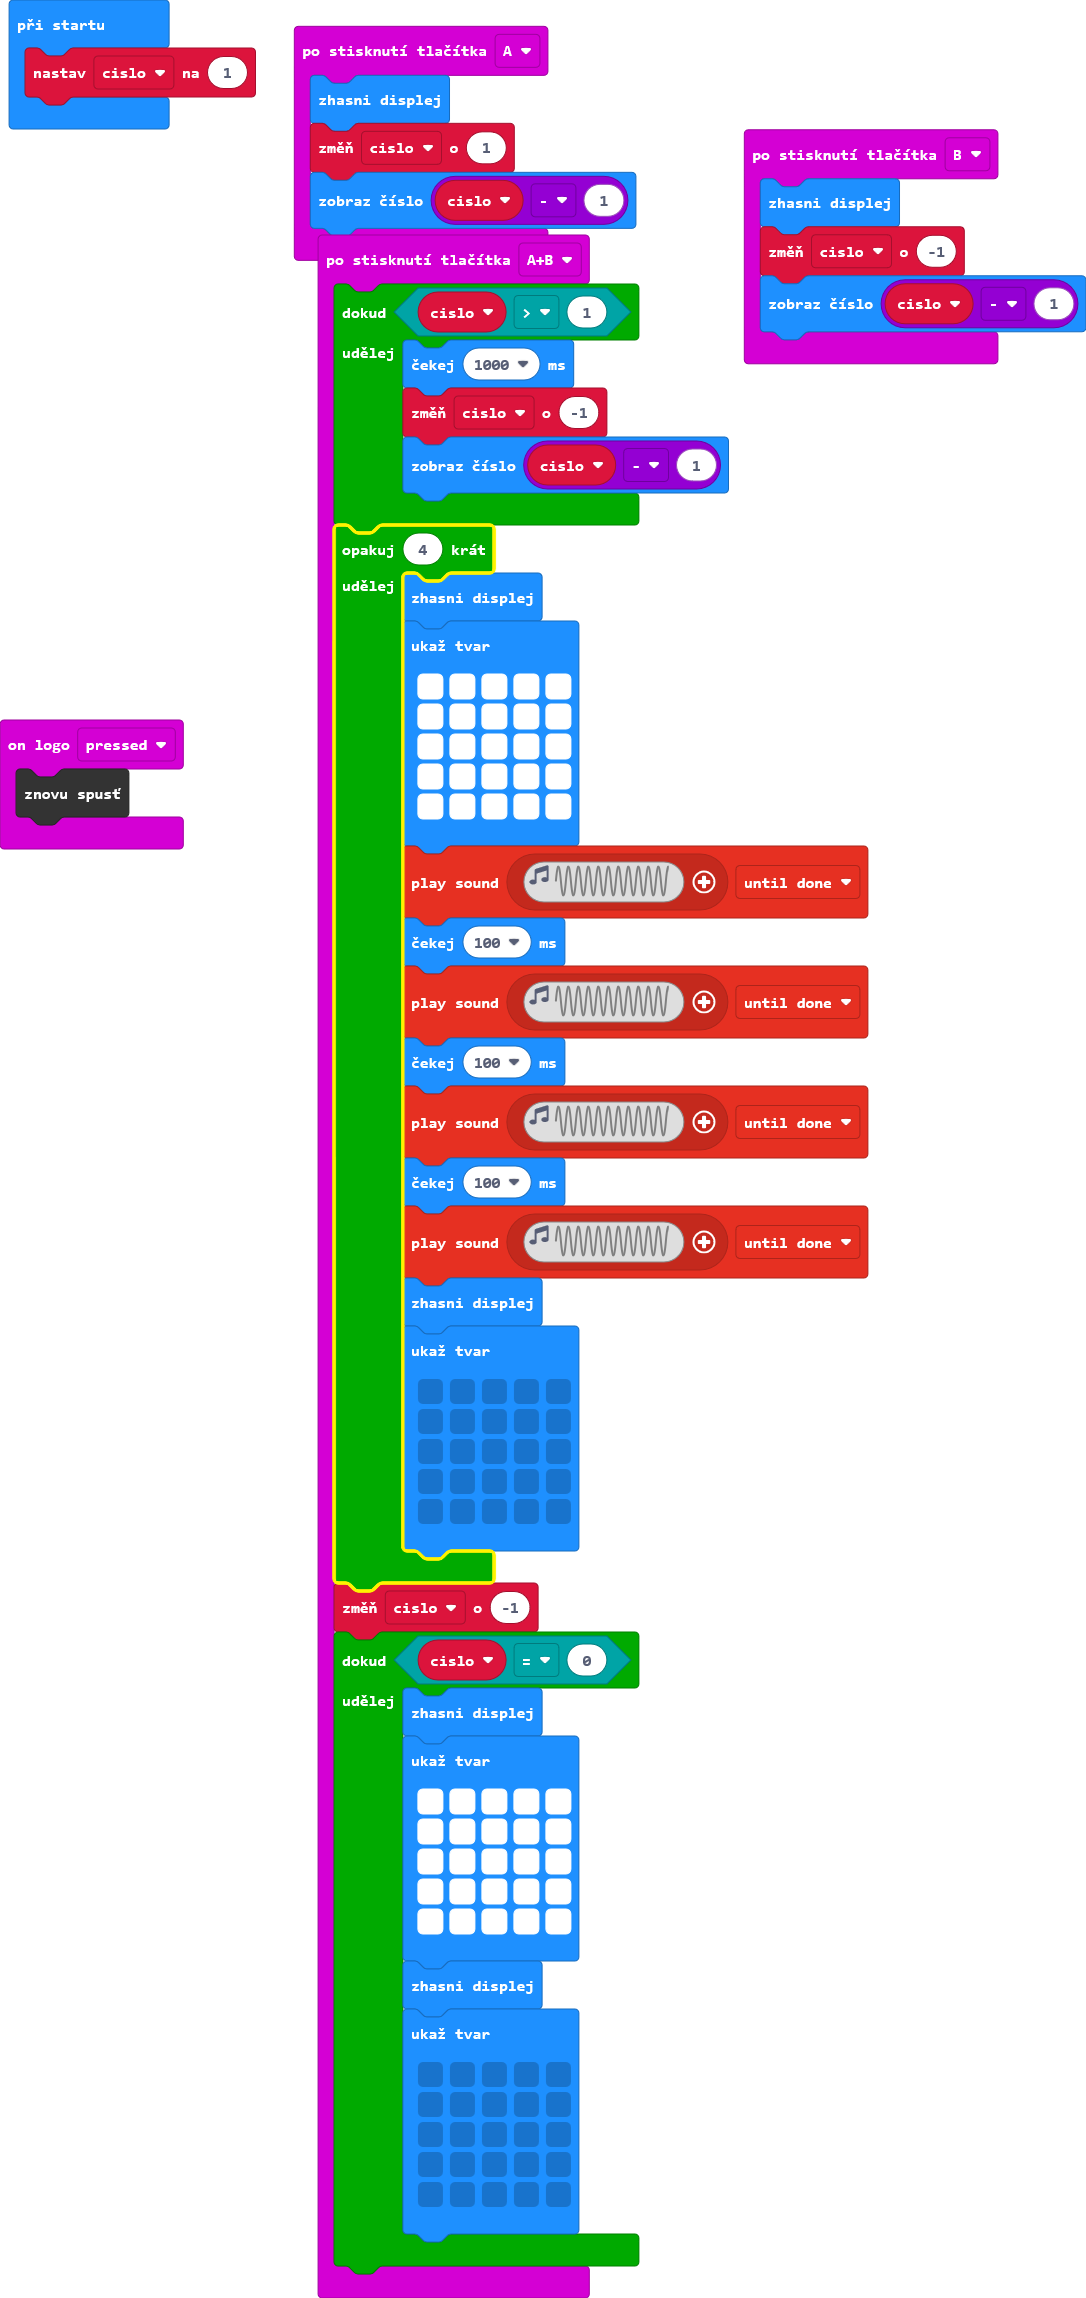 při startu
nastav cislo na 1
po stisknutí tlačítka A
zhasni displej
změň cislo o 1
zobraz číslo cislo - 1
po stisknutí tlačítka B
zhasni displej
změň cislo o -1
zobraz číslo cislo - 1
po stisknutí tlačítka A+B
dokud cislo > 1
udělej
čekej 1000 ms
změň cislo o -1
zobraz číslo cislo - 1
opakuj 4 krát
udělej
zhasni displej
ukaž tvar
play sound until done
čekej 100 ms
play sound until done
čekej 100 ms
play sound until done
čekej 100 ms
play sound until done
zhasni displej
ukaž tvar
změň cislo o -1
dokud cislo = 0
udělej
zhasni displej
ukaž tvar
zhasni displej
ukaž tvar
on logo pressed
znovu spusť